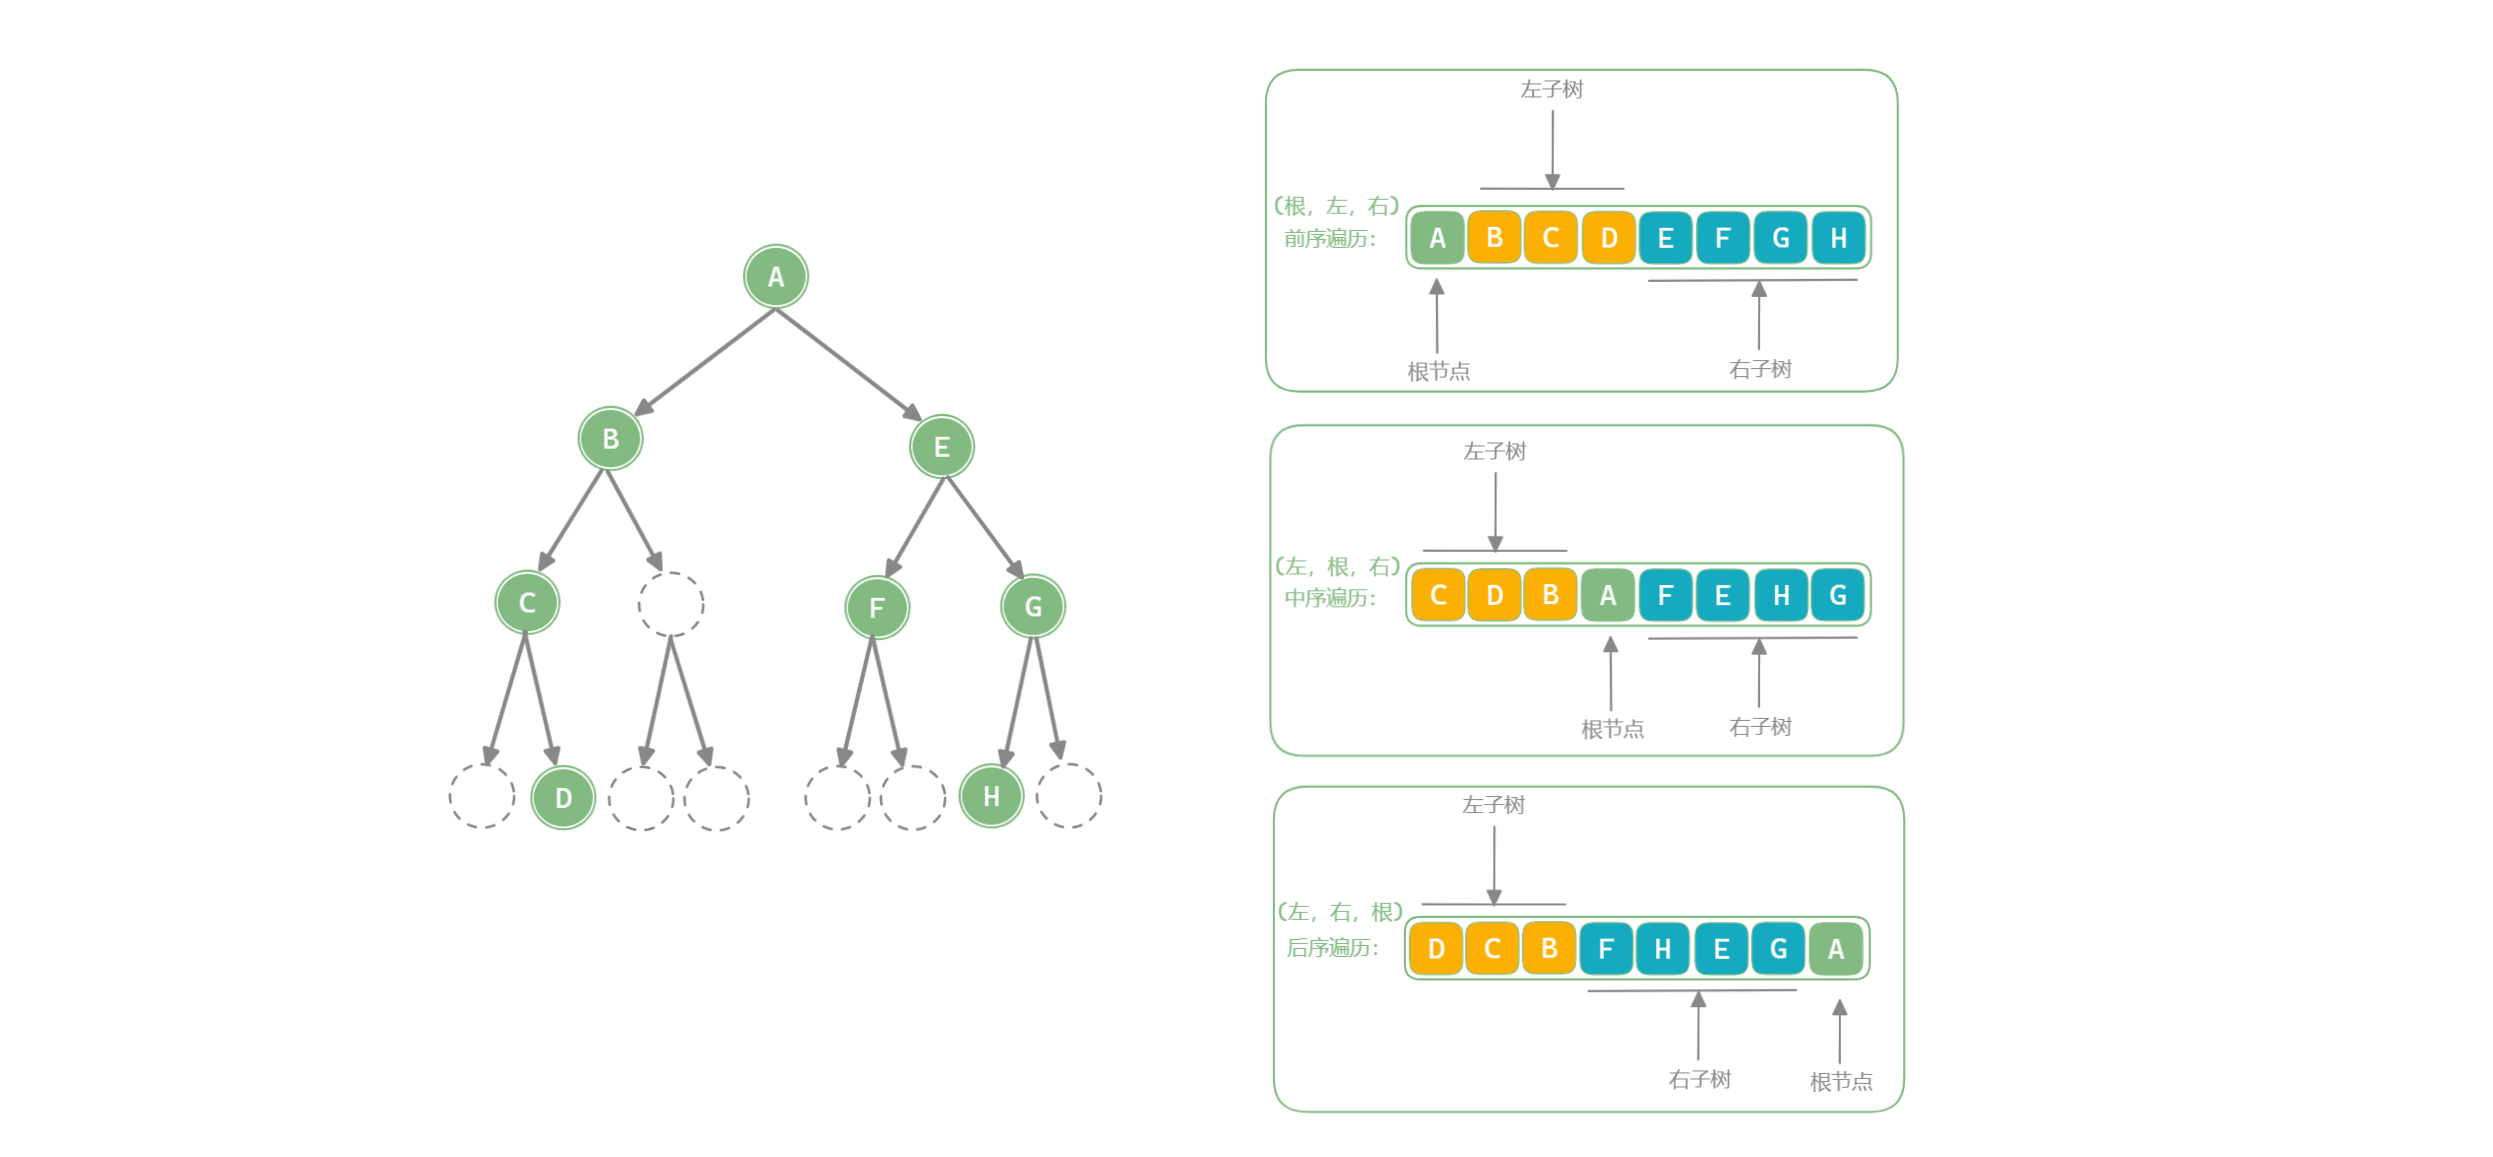 A
B
E
C
F
G
D
H
左子树
(根, 左, 右)
前序遍历:
A B C D E F G H
根节点
右子树
左子树
(左, 根, 右)
中序遍历:
C D B A F E H G
根节点
右子树
左子树
(左, 右, 根)
后序遍历:
D C B F H E G A
右子树
根节点